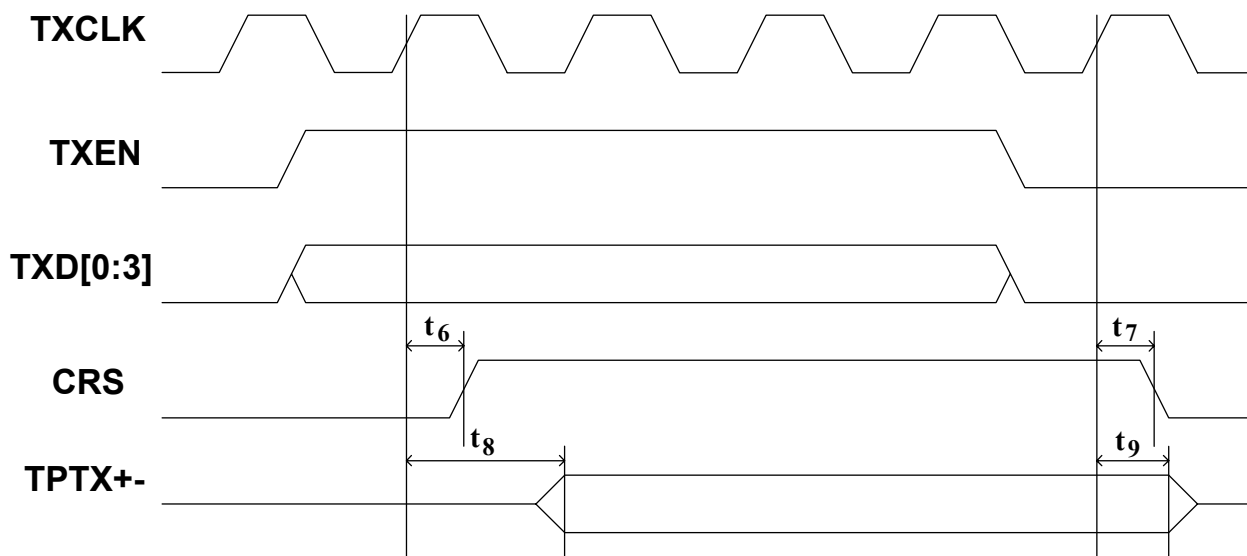 TXCLK
TXEN
TXD[0:3]
t6
t7
CRS
t8
t9
TPTX+-